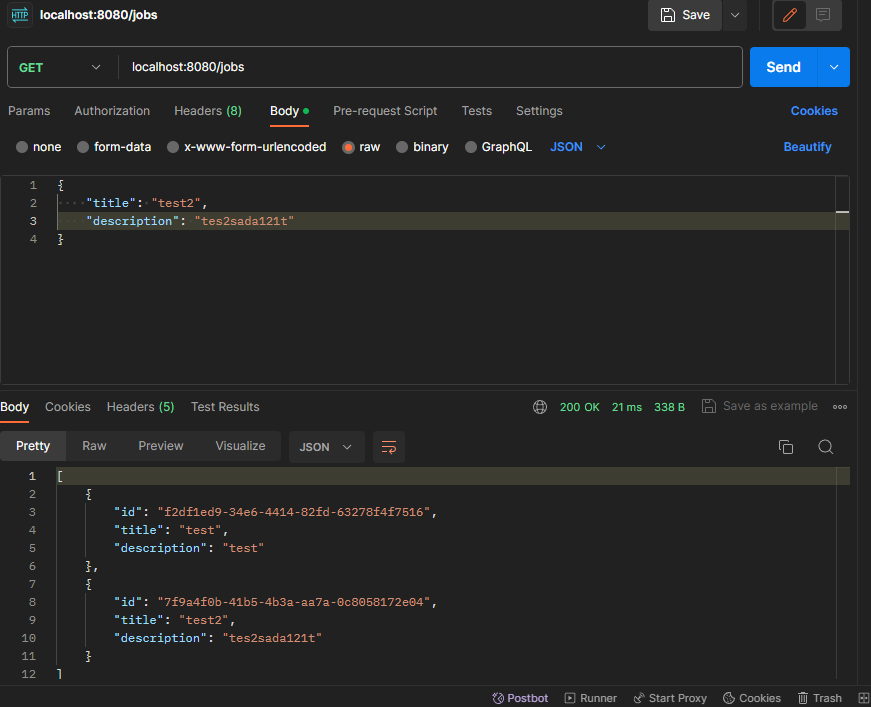 HTTP localhost:8080/jobs Save
GET localhost:8080/jobs Send
Params Authorization Headers (8) Body Pre-request Script Tests Settings Cookies
none form-data x-www-form-urlencoded raw binary GraphQL JSON Beautify
1 {
2 "title": "test2",
3 "description": "tes2sada121t"
4 }
Body Cookies Headers (5) Test Results 200 OK 21 ms 338 B Save as example
Pretty Raw Preview Visualize JSON
1 [
2 {
3 "id": "f2df1ed9-34e6-4414-82fd-63278f4f7516",
4 "title": "test",
5 "description": "test"
6 },
7 {
8 "id": "7f9a4f0b-41b5-4b3a-aa7a-0c8058172e04",
9 "title": "test2",
10 "description": "tes2sada121t"
11 }
12 ]
Postbot Runner Start Proxy Cookies Trash